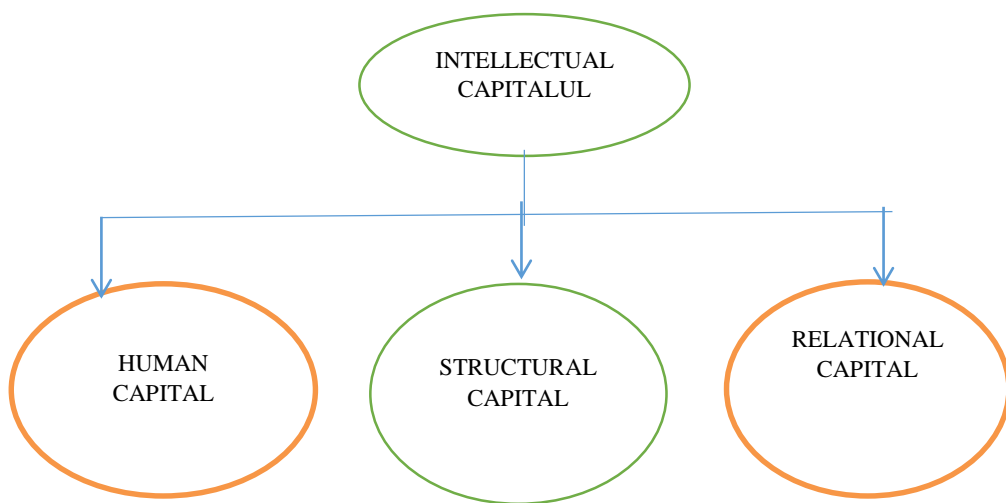 INTELLECTUAL
CAPITALUL
HUMAN
CAPITAL
STRUCTURAL
CAPITAL
RELATIONAL
CAPITAL